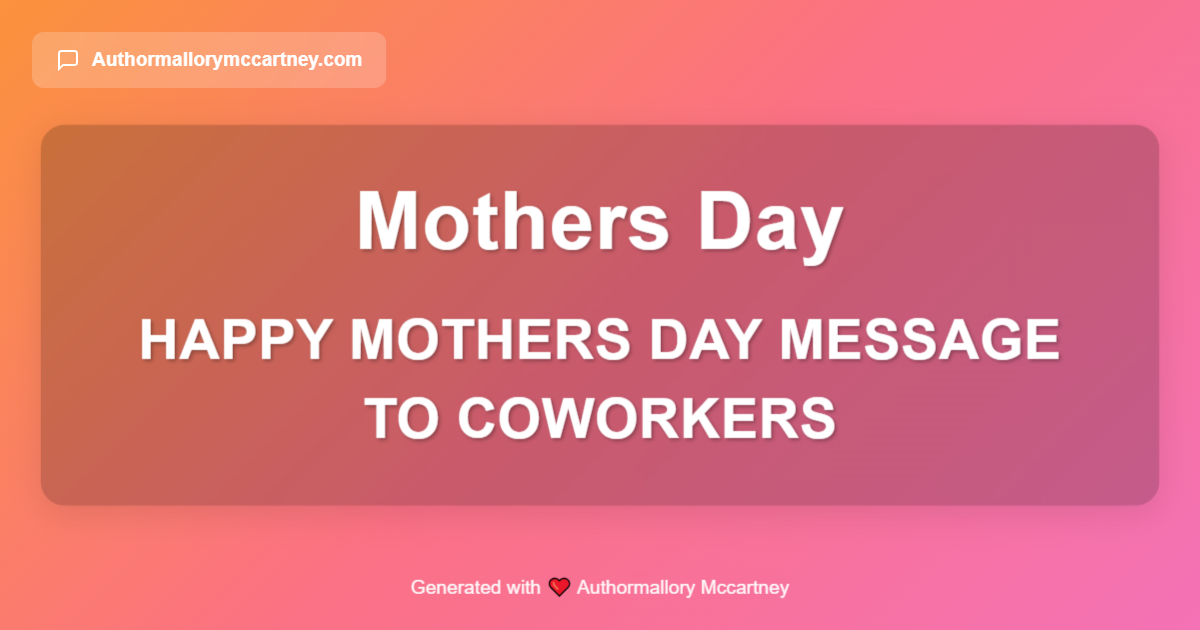 Authormallorymccartney.com
Mothers Day
HAPPY MOTHERS DAY MESSAGE
TO COWORKERS
Generated with ❤️ Authormallory Mccartney